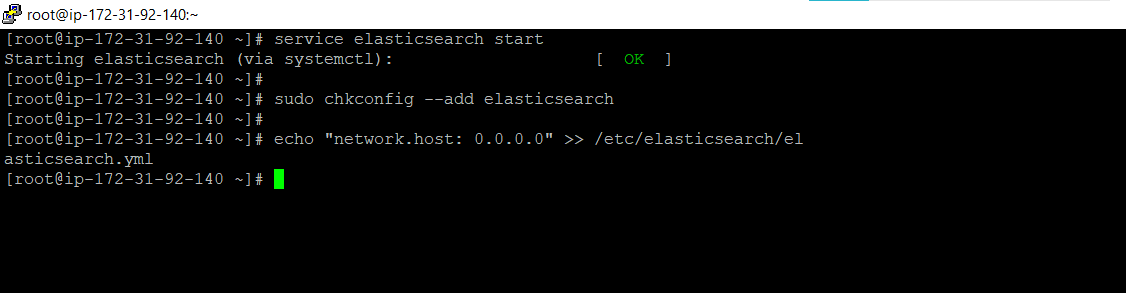 root@ip-172-31-92-140:~
[root@ip-172-31-92-140 ~]# service elasticsearch start
Starting elasticsearch (via systemctl):                    [  OK  ]
[root@ip-172-31-92-140 ~]#
[root@ip-172-31-92-140 ~]# sudo chkconfig --add elasticsearch
[root@ip-172-31-92-140 ~]#
[root@ip-172-31-92-140 ~]# echo "network.host: 0.0.0.0" >> /etc/elasticsearch/el
asticsearch.yml
[root@ip-172-31-92-140 ~]#